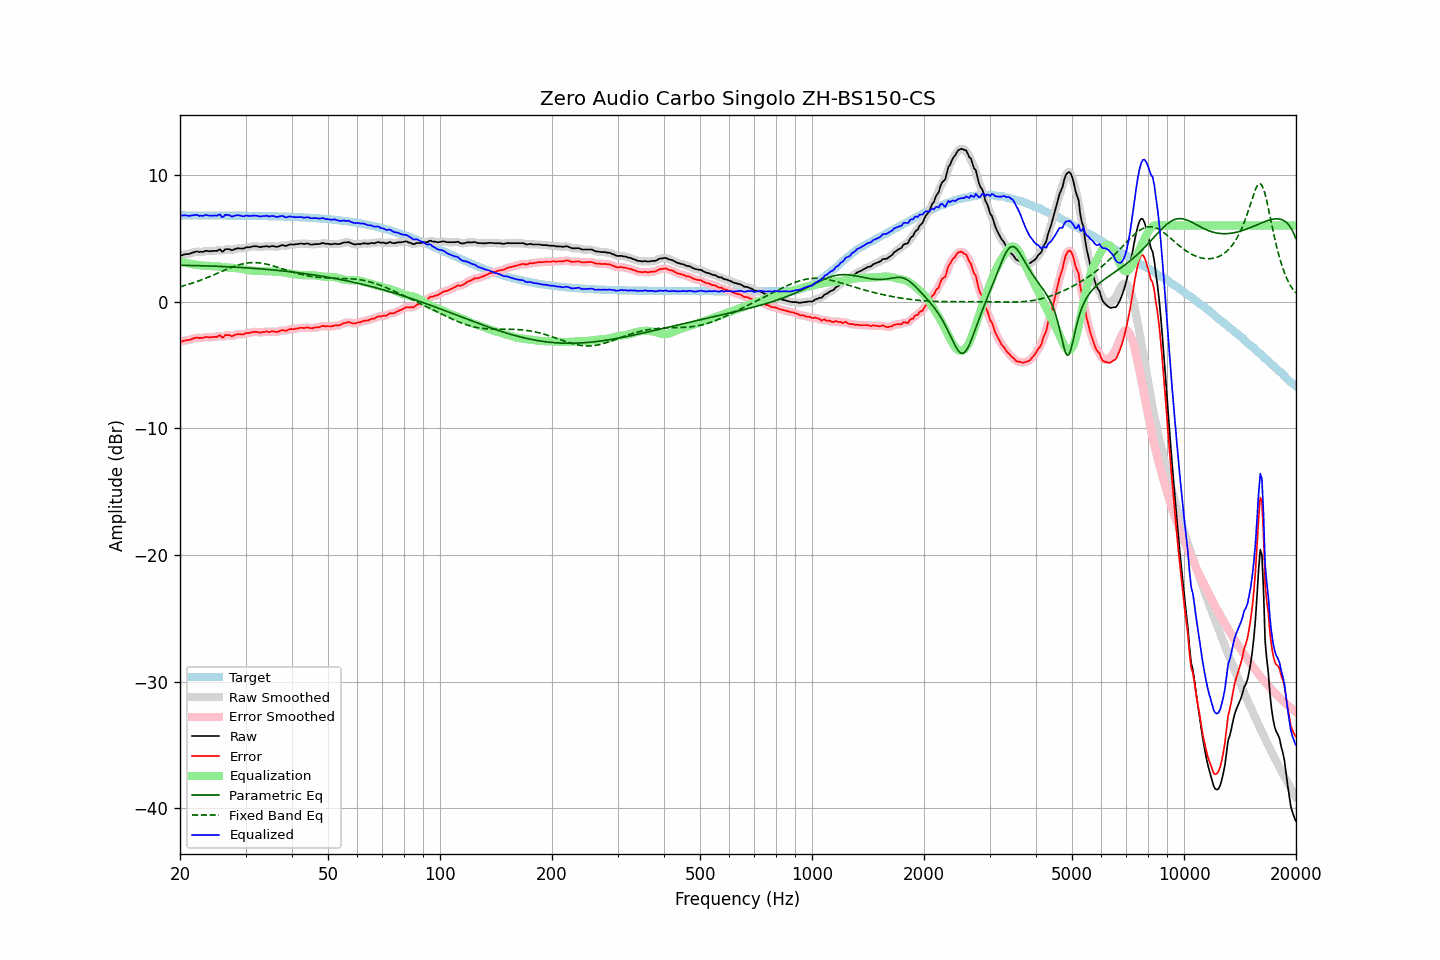 Zero Audio Carbo Singolo ZH-BS150-CS
10
0
−10
−20
−30
−40
Amplitude (dBr)
Target
Raw Smoothed
Error Smoothed
Raw
Error
Equalization
Parametric Eq
Fixed Band Eq
Equalized
20 50 100 200 500 1000 2000 5000 10000 20000
Frequency (Hz)